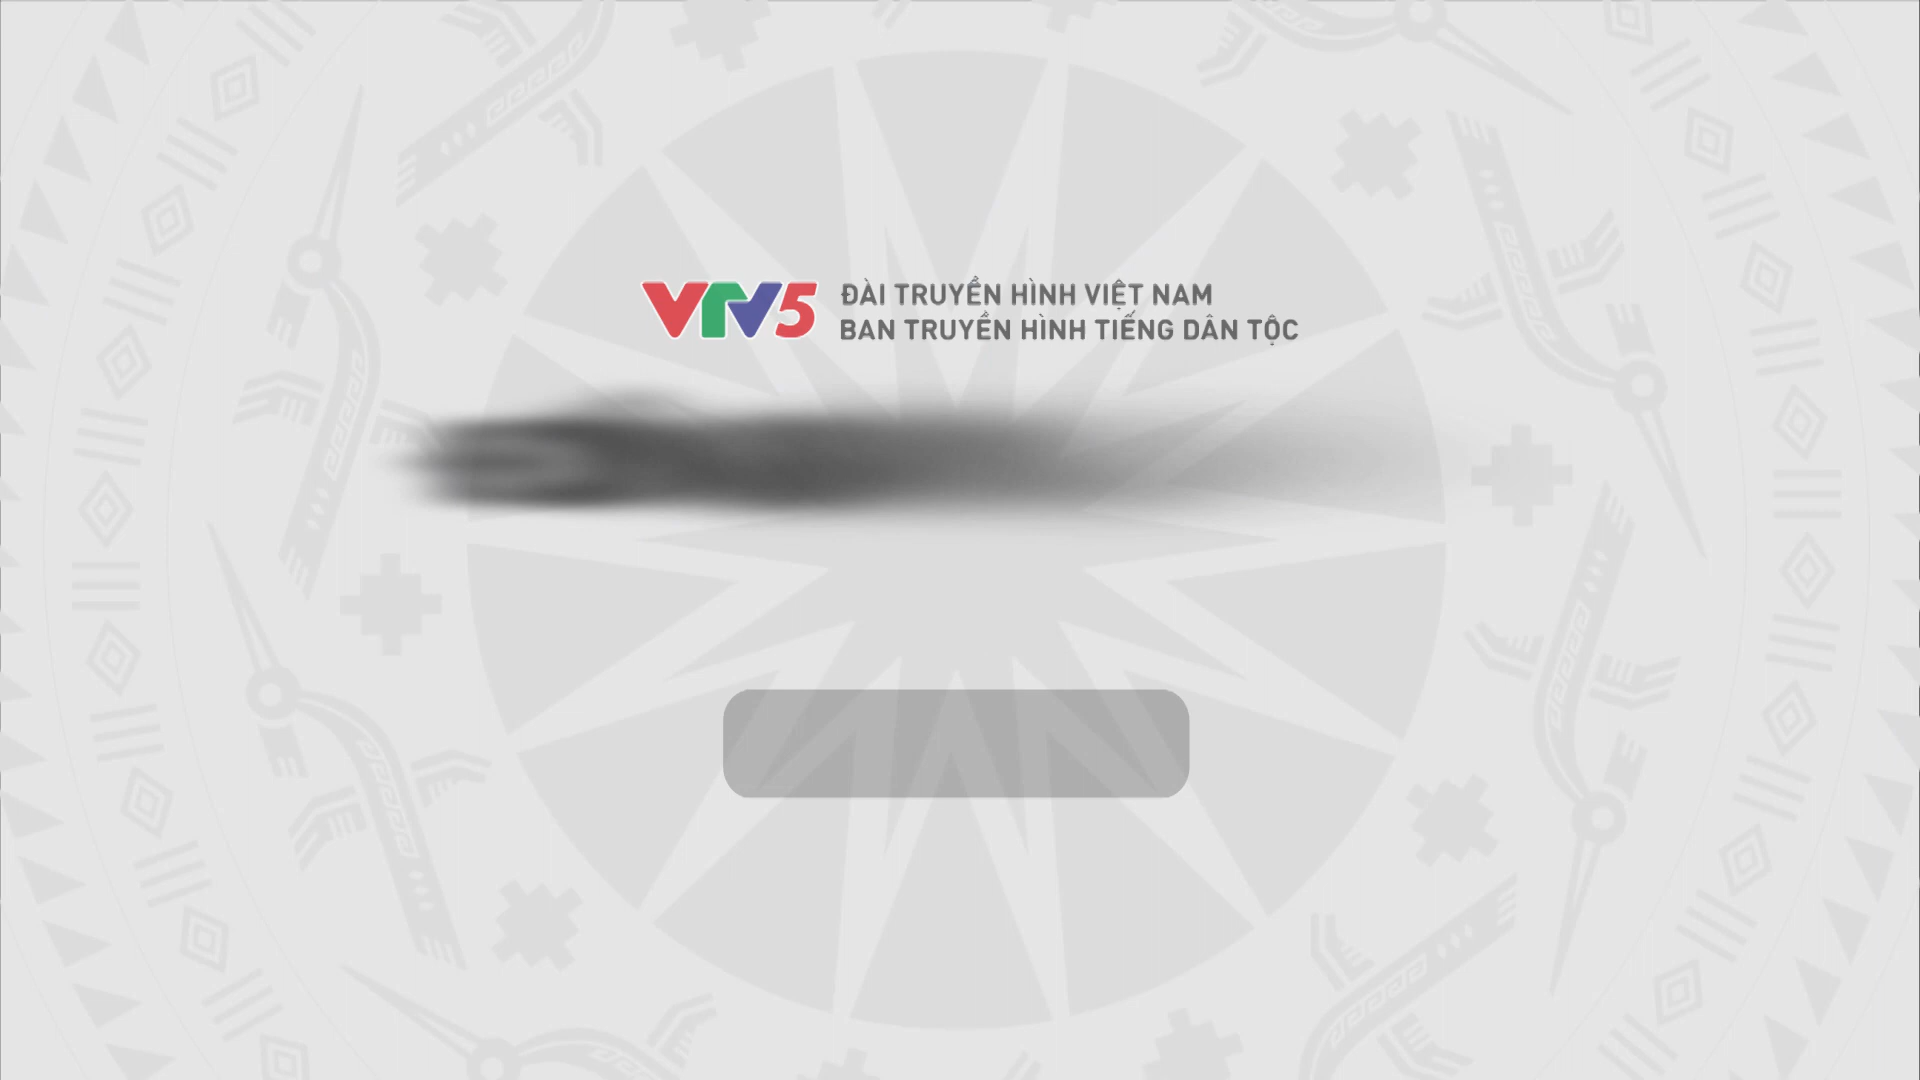 VTV5
ĐÀI TRUYỀN HÌNH VIỆT NAM
BAN TRUYỀN HÌNH TIẾNG DÂN TỘC